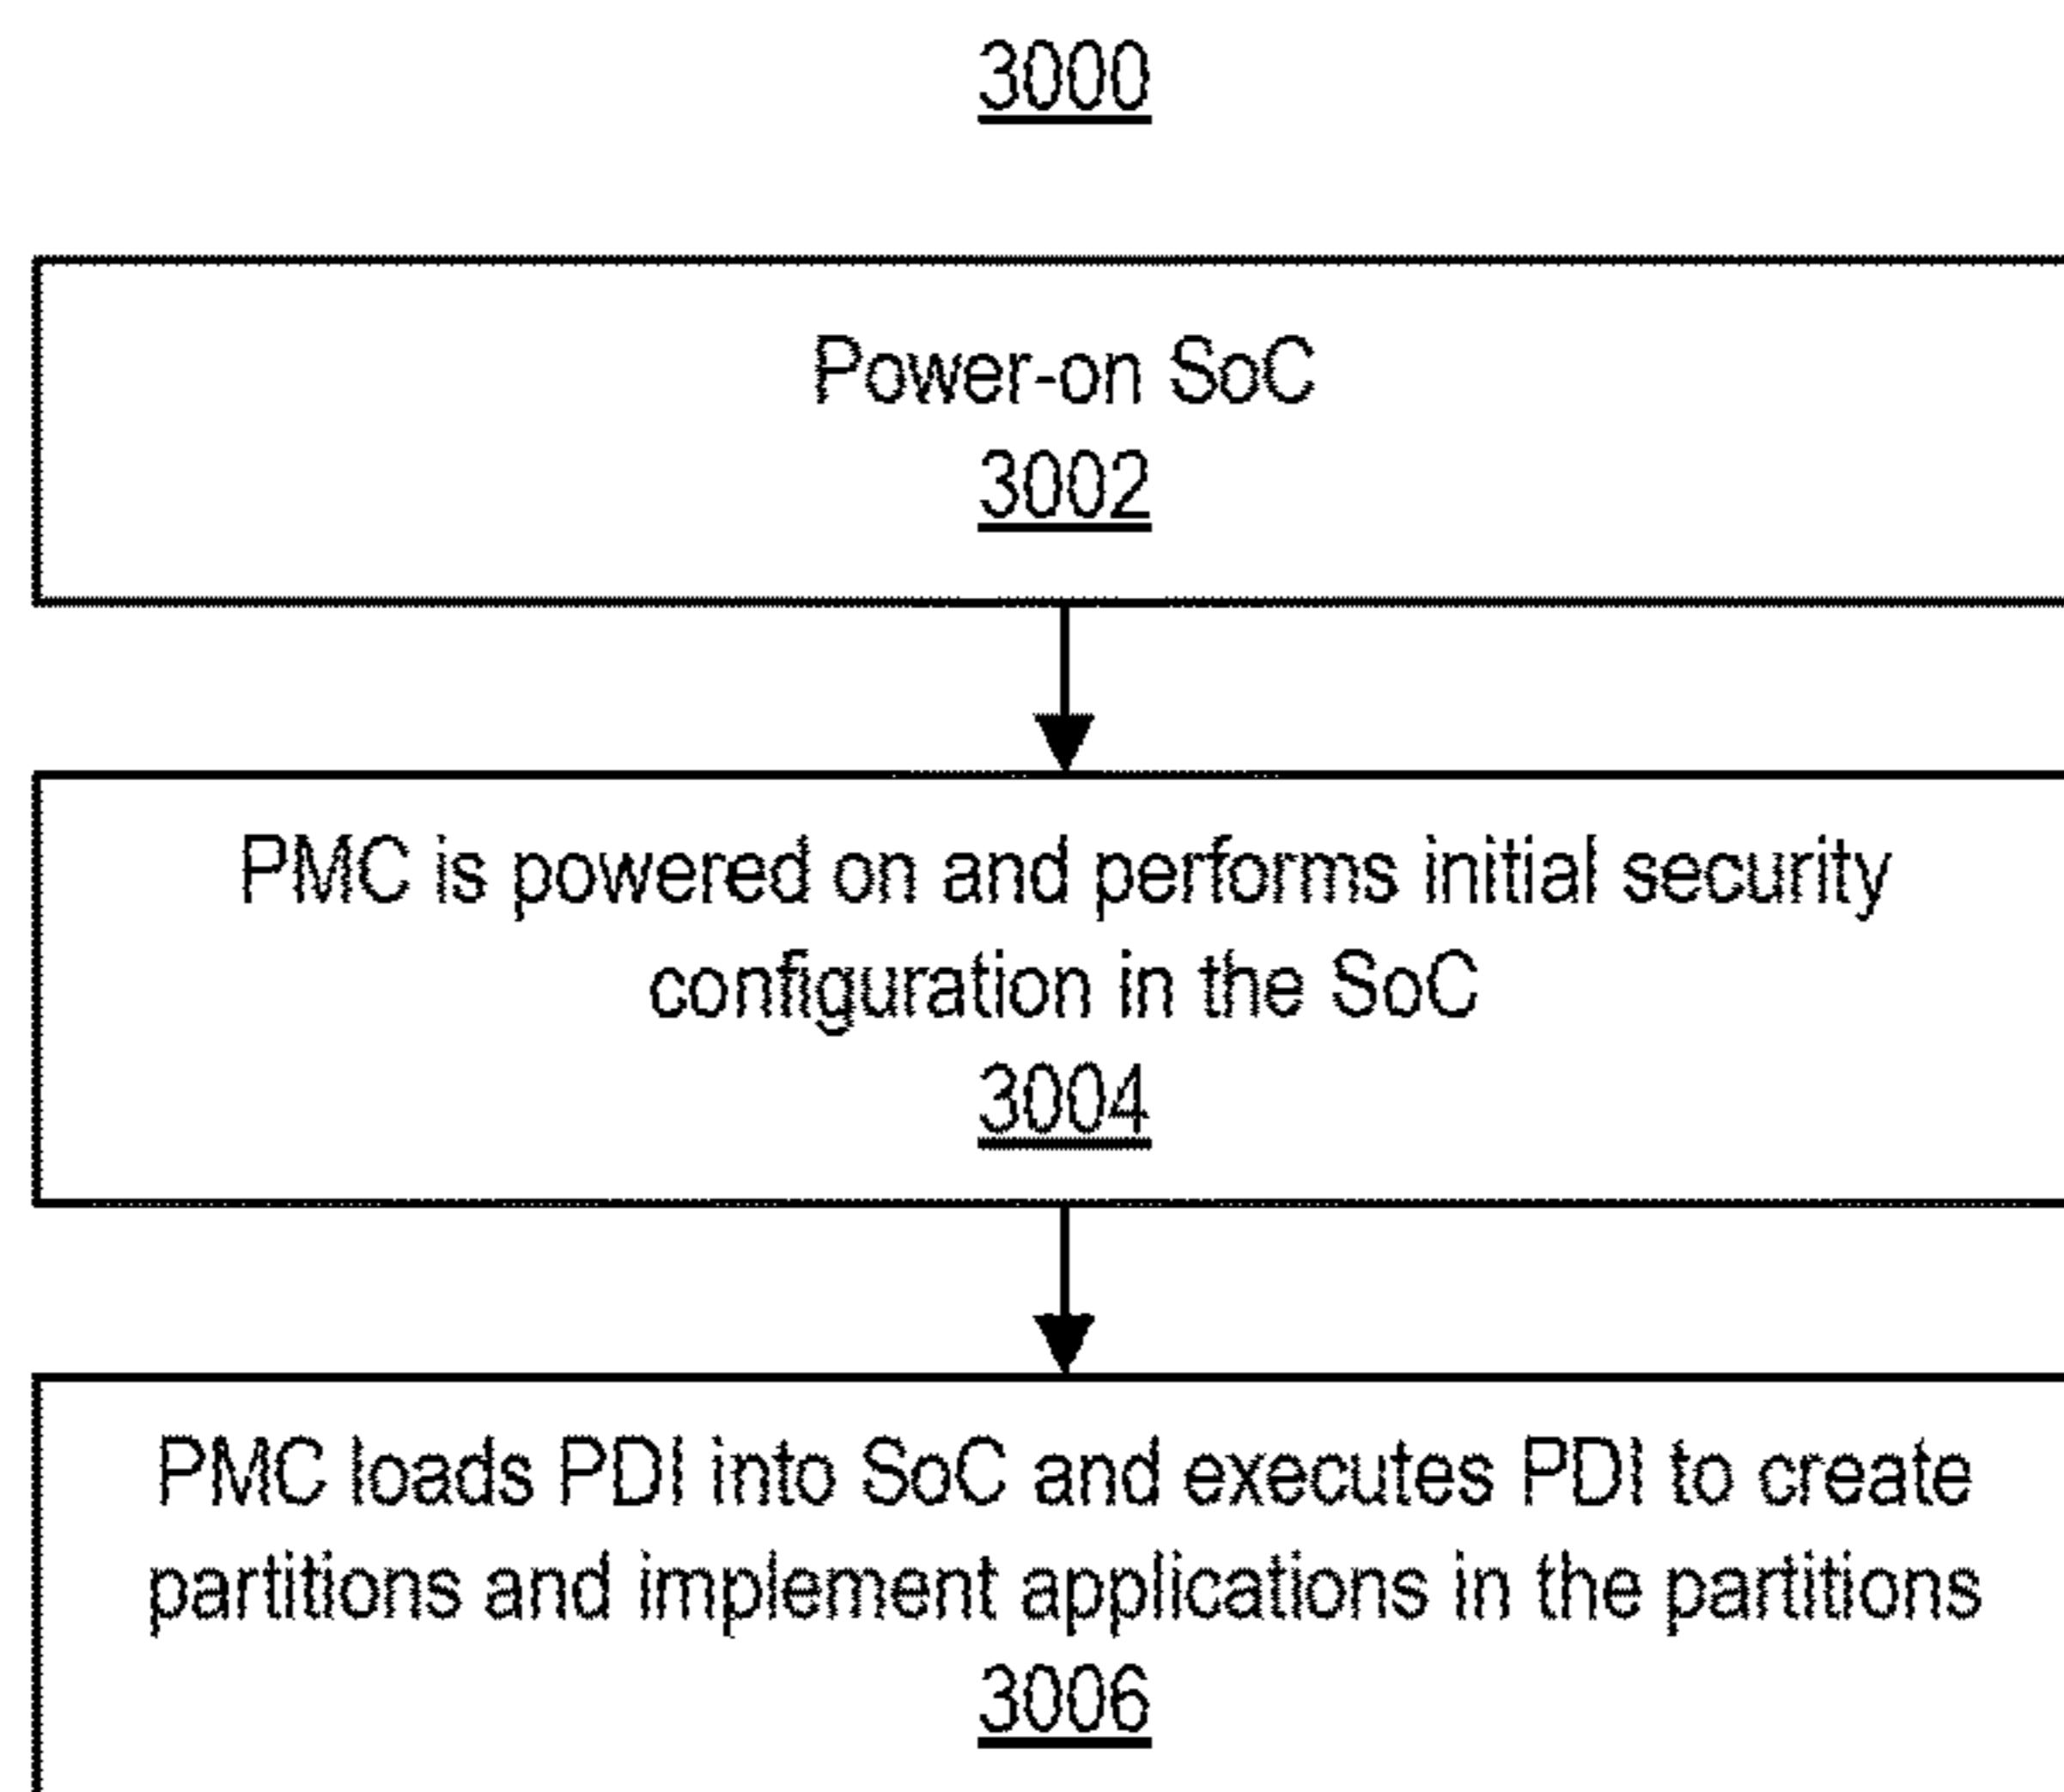 3000
Power-on SoC
3002
PMC is powered on and performs initial security
configuration in the SoC
3004
PMC loads PDI into SoC and executes PDI to create
partitions and implement applications in the partitions
3006